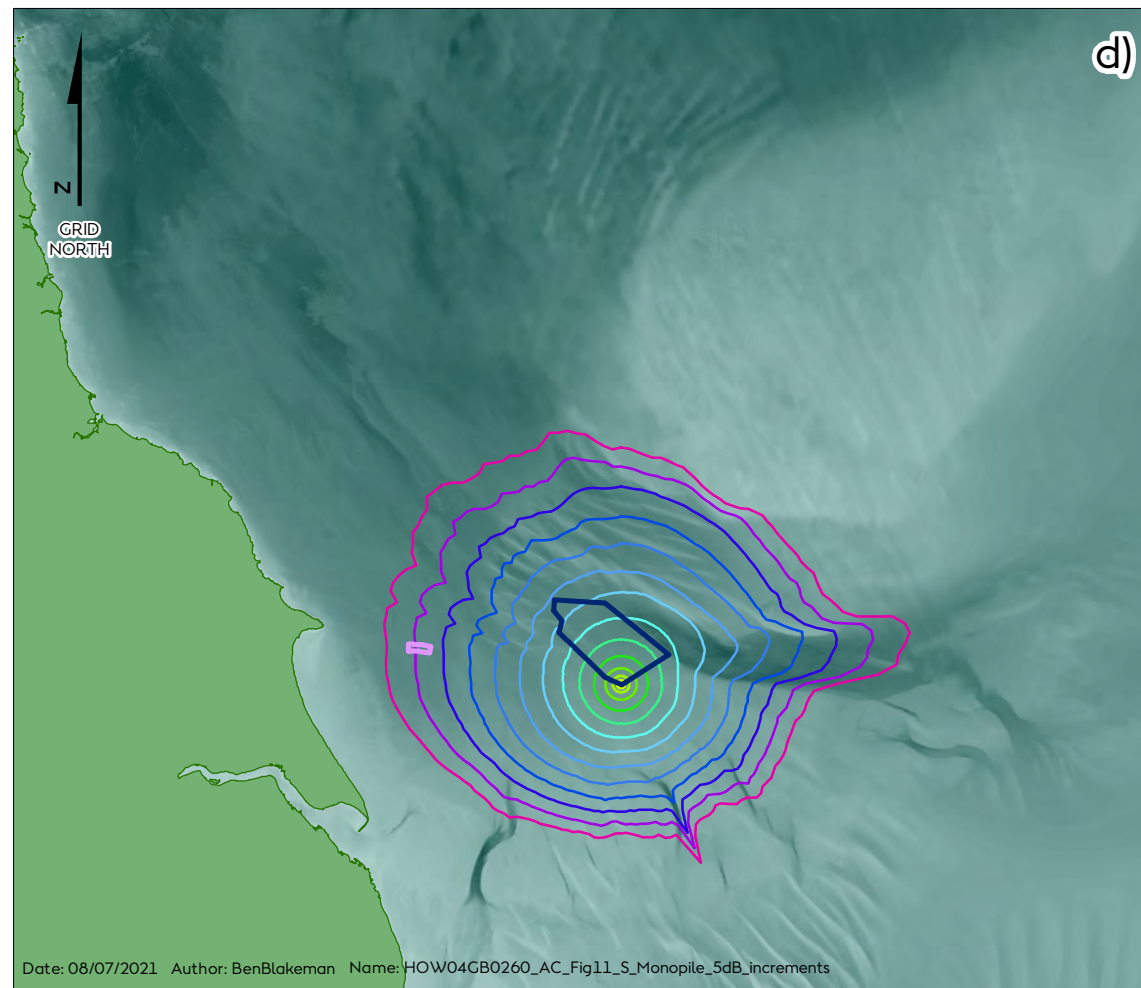 d)
N
GRID
NORTH
Date: 08/07/2021 Author: BenBlakeman Name: HOW04GB0260_AC_Fig11_S_Monopile_5dB_increments